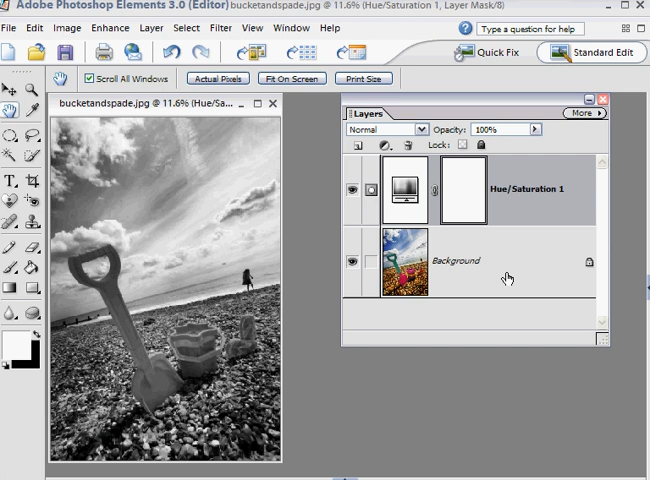 Adobe Photoshop Elements 3.0 (Editor) bucketandspade.jpg @ 11.6% (Hue/Saturation 1, Layer Mask/8)
File Edit Image Enhance Layer Select Filter View Window Help Type a question for help
Quick Fix Standard Edit
Scroll All Windows Actual Pixels Fit On Screen Print Size
bucketandspade.jpg @ 11.6% (Hue/Sa...
Layers More
Normal Opacity: 100%
Lock:
Hue/Saturation 1
Background
T